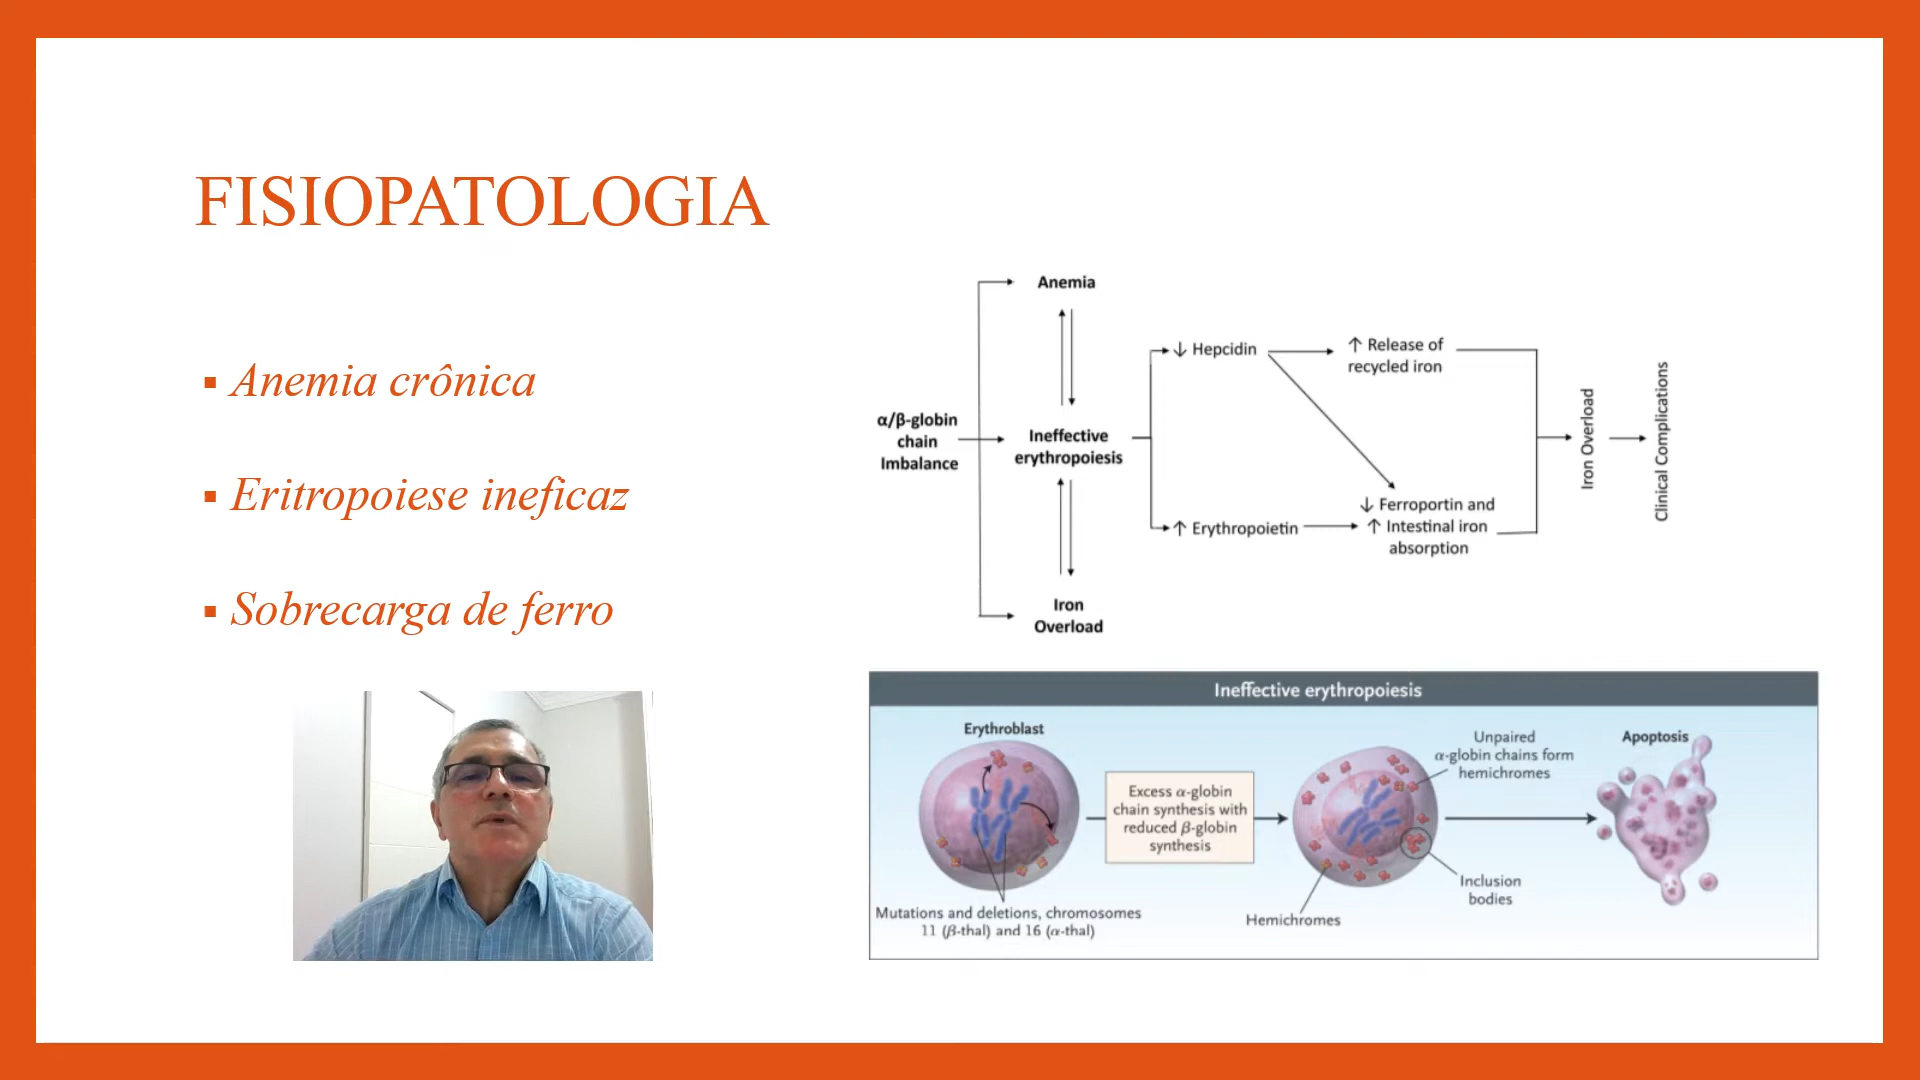 FISIOPATOLOGIA
▪ Anemia crônica
▪ Eritropoiese ineficaz
▪ Sobrecarga de ferro
Anemia
α/β-globin
chain
Imbalance
Ineffective
erythropoiesis
Iron
Overload
↓ Hepcidin
↑ Erythropoietin
↑ Release of
recycled iron
↓ Ferroportin and
↑ Intestinal iron
absorption
Iron Overload
Clinical Complications
Ineffective erythropoiesis
Erythroblast
Mutations and deletions, chromosomes
11 (β-thal) and 16 (α-thal)
Excess α-globin
chain synthesis with
reduced β-globin
synthesis
Hemichromes
Unpaired
α-globin chains form
hemichromes
Inclusion
bodies
Apoptosis